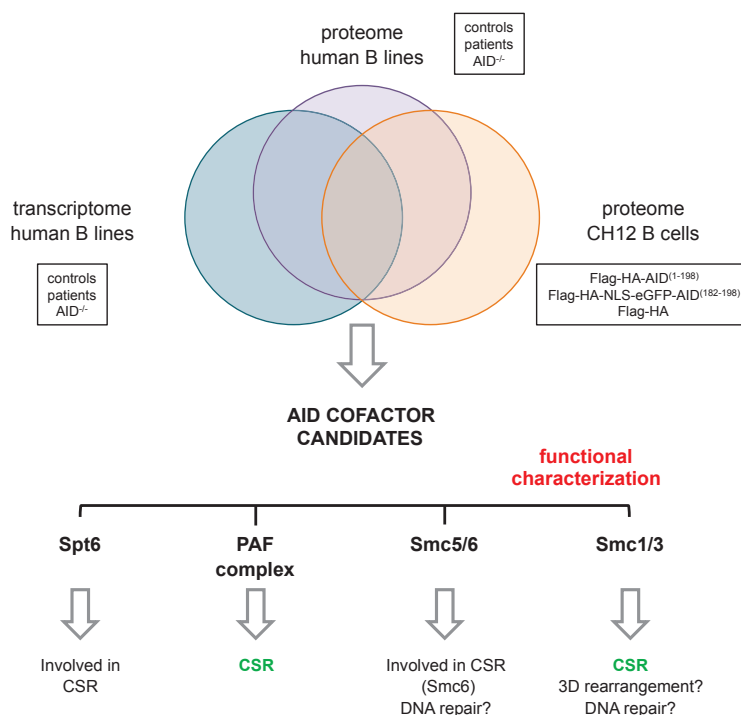 proteome
human B lines
controls
patients
AID-/-
transcriptome
human B lines
controls
patients
AID-/-
proteome
CH12 B cells
Flag-HA-AID(1-198)
Flag-HA-NLS-eGFP-AID(182-198)
Flag-HA
AID COFACTOR
CANDIDATES
functional
characterization
Spt6
PAF
complex
Smc5/6
Smc1/3
Involved in
CSR
CSR
Involved in CSR
(Smc6)
DNA repair?
CSR
3D rearrangement?
DNA repair?